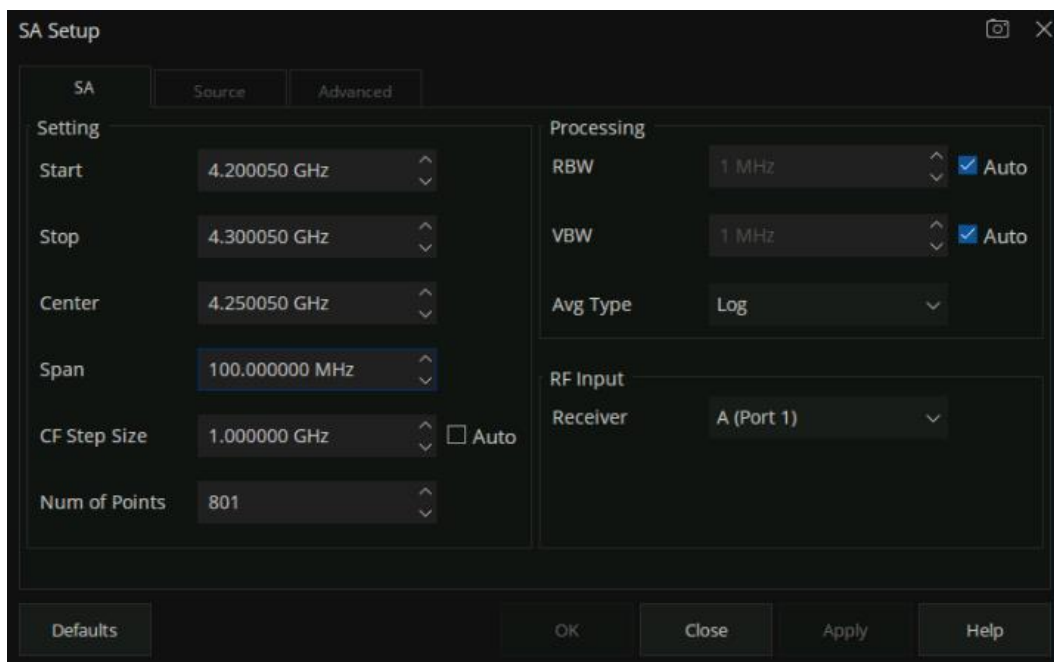 SA Setup
SA Source Advanced
Setting
Start 4.200050 GHz
Stop 4.300050 GHz
Center 4.250050 GHz
Span 100.000000 MHz
CF Step Size 1.000000 GHz Auto
Num of Points 801
Processing
RBW 1 MHz Auto
VBW 1 MHz Auto
Avg Type Log
RF Input
Receiver A (Port 1)
Defaults OK Close Apply Help